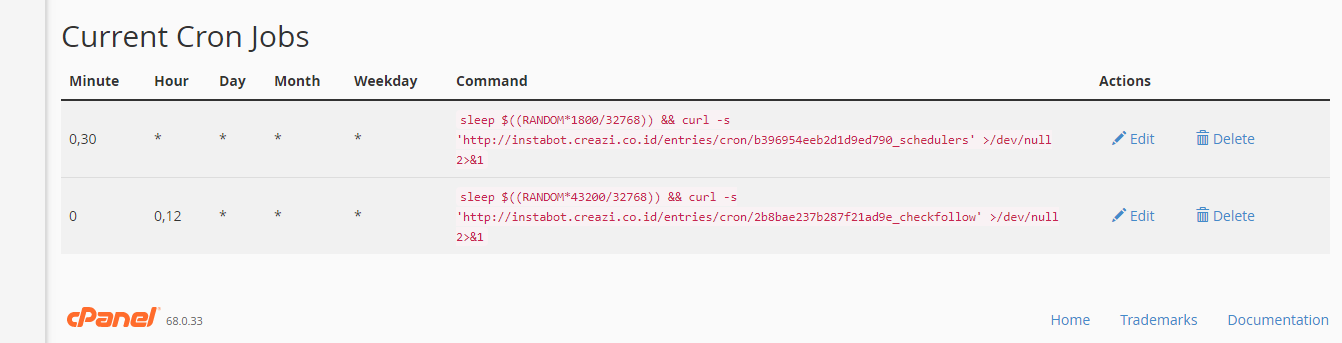 Current Cron Jobs
Minute Hour Day Month Weekday Command Actions
0,30 * * * * sleep $((RANDOM*1800/32768)) && curl -s
'http://instabot.creazi.co.id/entries/cron/b396954eeb2d1d9ed790_schedulers' >/dev/null
2>&1
Edit Delete
0 0,12 * * * sleep $((RANDOM*43200/32768)) && curl -s
'http://instabot.creazi.co.id/entries/cron/2b8bae237b287f21ad9e_checkfollow' >/dev/null
2>&1
Edit Delete
cPanel 68.0.33 Home Trademarks Documentation